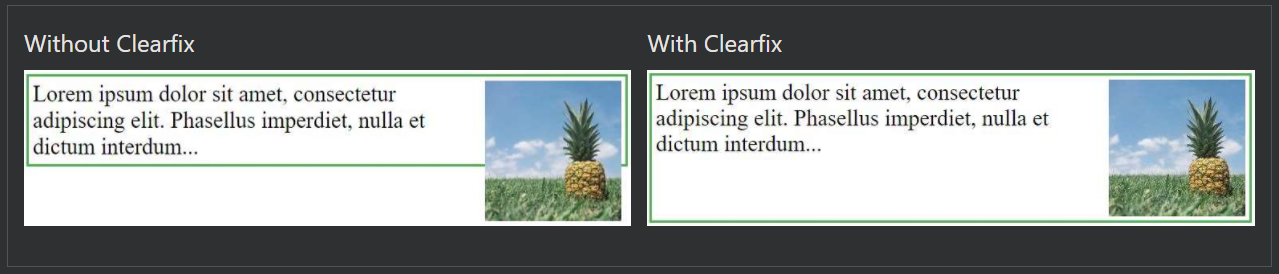 Without Clearfix
Lorem ipsum dolor sit amet, consectetur
adipiscing elit. Phasellus imperdiet, nulla et
dictum interdum...
With Clearfix
Lorem ipsum dolor sit amet, consectetur
adipiscing elit. Phasellus imperdiet, nulla et
dictum interdum...